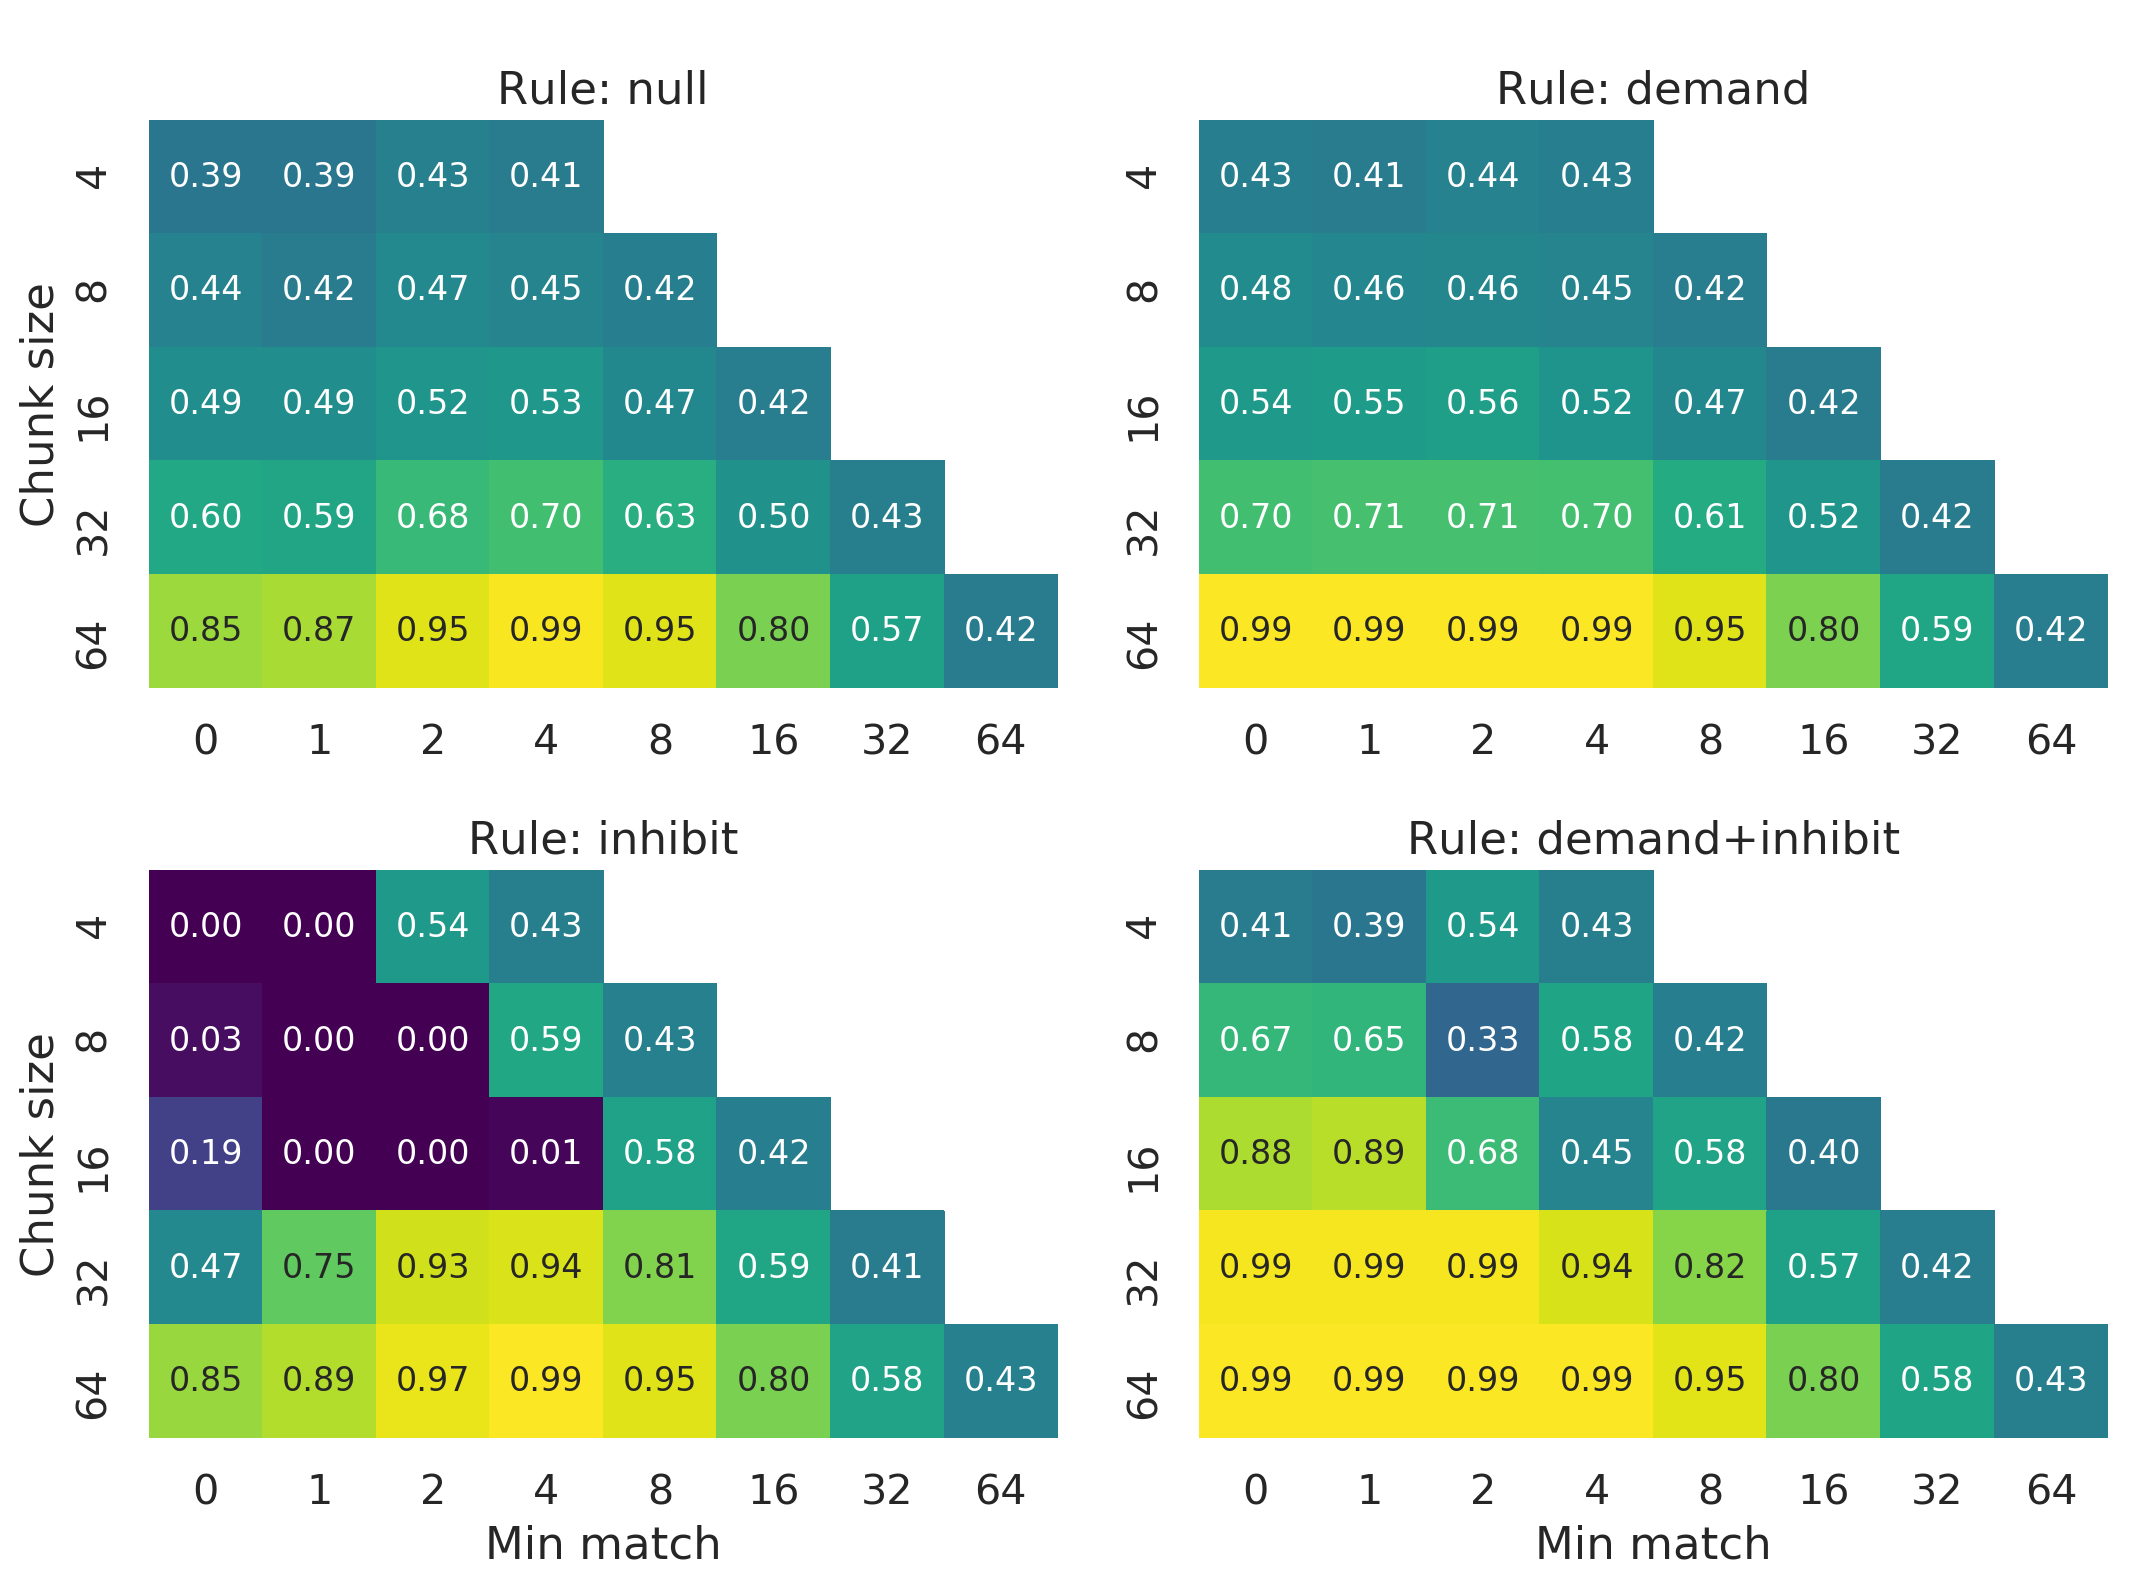 Rule: null
Chunk size
4 0.39 0.39 0.43 0.41
8 0.44 0.42 0.47 0.45 0.42
16 0.49 0.49 0.52 0.53 0.47 0.42
32 0.60 0.59 0.68 0.70 0.63 0.50 0.43
64 0.85 0.87 0.95 0.99 0.95 0.80 0.57 0.42
0 1 2 4 8 16 32 64
Rule: demand
4 0.43 0.41 0.44 0.43
8 0.48 0.46 0.46 0.45 0.42
16 0.54 0.55 0.56 0.52 0.47 0.42
32 0.70 0.71 0.71 0.70 0.61 0.52 0.42
64 0.99 0.99 0.99 0.99 0.95 0.80 0.59 0.42
0 1 2 4 8 16 32 64
Rule: inhibit
Chunk size
4 0.00 0.00 0.54 0.43
8 0.03 0.00 0.00 0.59 0.43
16 0.19 0.00 0.00 0.01 0.58 0.42
32 0.47 0.75 0.93 0.94 0.81 0.59 0.41
64 0.85 0.89 0.97 0.99 0.95 0.80 0.58 0.43
0 1 2 4 8 16 32 64
Min match
Rule: demand+inhibit
4 0.41 0.39 0.54 0.43
8 0.67 0.65 0.33 0.58 0.42
16 0.88 0.89 0.68 0.45 0.58 0.40
32 0.99 0.99 0.99 0.94 0.82 0.57 0.42
64 0.99 0.99 0.99 0.99 0.95 0.80 0.58 0.43
0 1 2 4 8 16 32 64
Min match